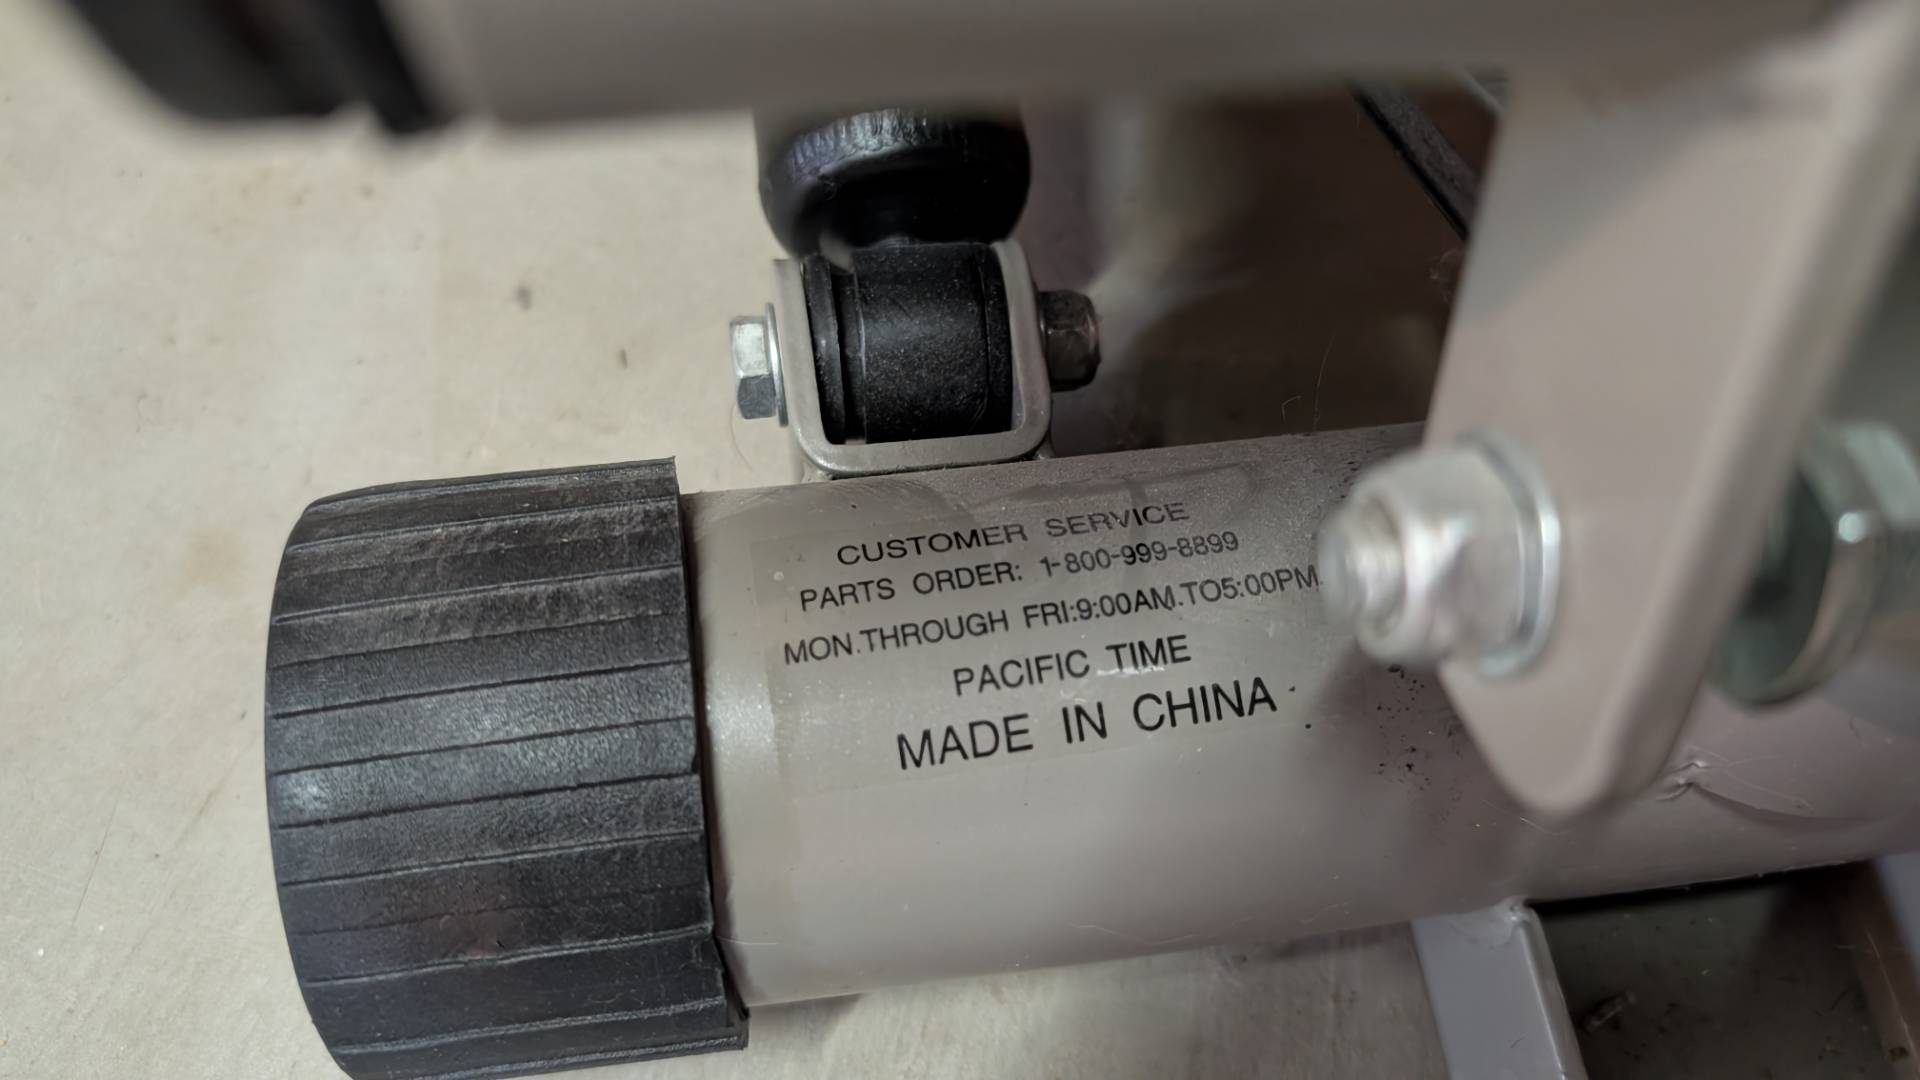 CUSTOMER SERVICE
PARTS ORDER: 1-800-999-8899
MON.THROUGH FRI:9:00AM.TO5:00PM.
PACIFIC TIME
MADE IN CHINA